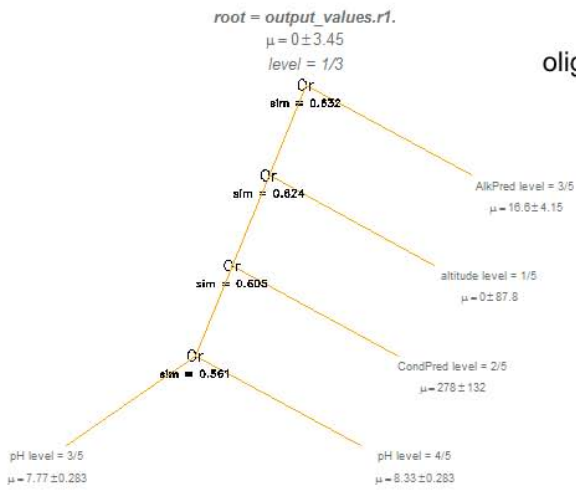 root = output_values.r1.
μ = 0±3.45
level = 1/3
olig
Or
sim = 0.632
AlkPred level = 3/5
μ = 16.6±4.15
Or
sim = 0.624
altitude level = 1/5
μ = 0±87.8
Or
sim = 0.605
CondPred level = 2/5
μ = 278±132
Or
sim = 0.561
pH level = 3/5
μ = 7.77±0.283
pH level = 4/5
μ = 8.33±0.283